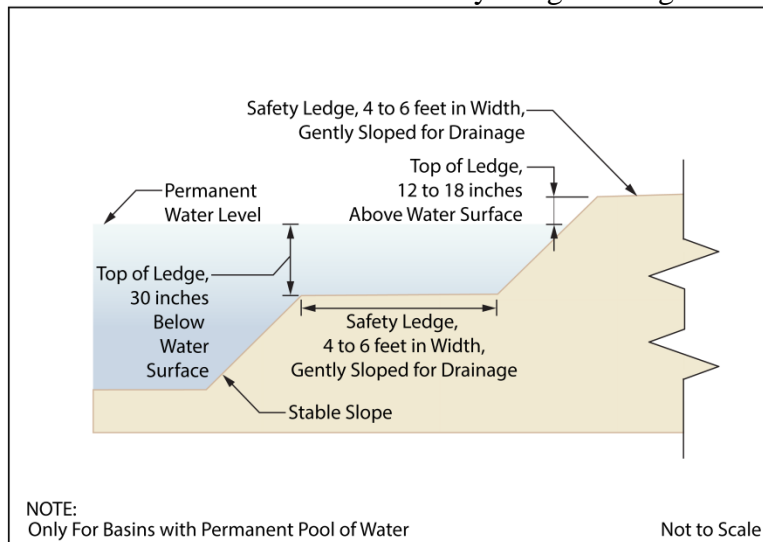 Safety Ledge, 4 to 6 feet in Width,
Gently Sloped for Drainage
Top of Ledge,
12 to 18 inches
Above Water Surface
Permanent
Water Level
Top of Ledge,
30 inches
Below
Water
Surface
Safety Ledge,
4 to 6 feet in Width,
Gently Sloped for Drainage
Stable Slope
NOTE:
Only For Basins with Permanent Pool of Water
Not to Scale